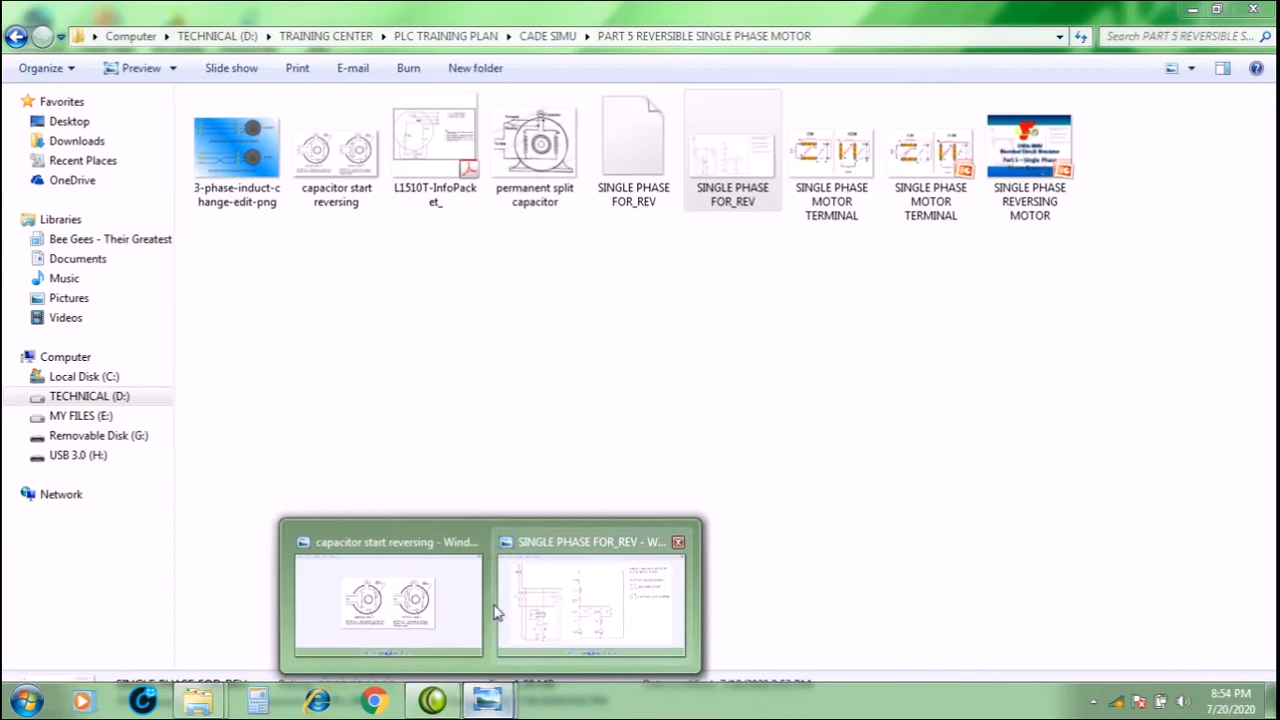 Computer
TECHNICAL (D:)
TRAINING CENTER
PLC TRAINING PLAN
CADE SIMU
PART 5 REVERSIBLE SINGLE PHASE MOTOR
Search PART 5 REVERSIBLE S...
Organize
Preview
Slide show
Print
E-mail
Burn
New folder
Favorites
Desktop
Downloads
Recent Places
OneDrive
Libraries
Bee Gees - Their Greatest
Documents
Music
Pictures
Videos
Computer
Local Disk (C:)
TECHNICAL (D:)
MY FILES (E:)
Removable Disk (G:)
USB 3.0 (H:)
Network
3-phase-induct-c
hange-edit-png
capacitor start
reversing
L1510T-InfoPack
et_
permanent split
capacitor
SINGLE PHASE
FOR_REV
SINGLE PHASE
FOR_REV
SINGLE PHASE
MOTOR
TERMINAL
SINGLE PHASE
MOTOR
TERMINAL
SINGLE PHASE
REVERSING
MOTOR
capacitor start reversing - Wind...
SINGLE PHASE FOR_REV - W...
8:54 PM
7/20/2020